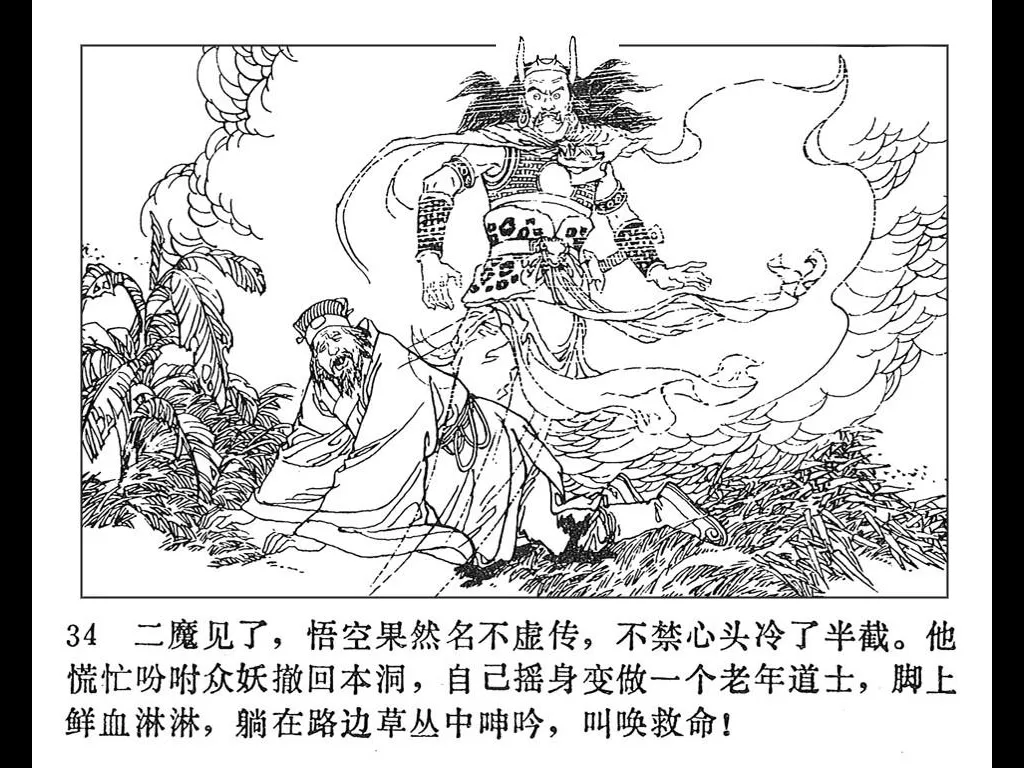 34 二魔见了，悟空果然名不虚传，不禁心头冷了半截。他
慌忙吩咐众妖撤回本洞，自己摇身变做一个老年道士，脚上
鲜血淋淋，躺在路边草丛中呻吟，叫唤救命！